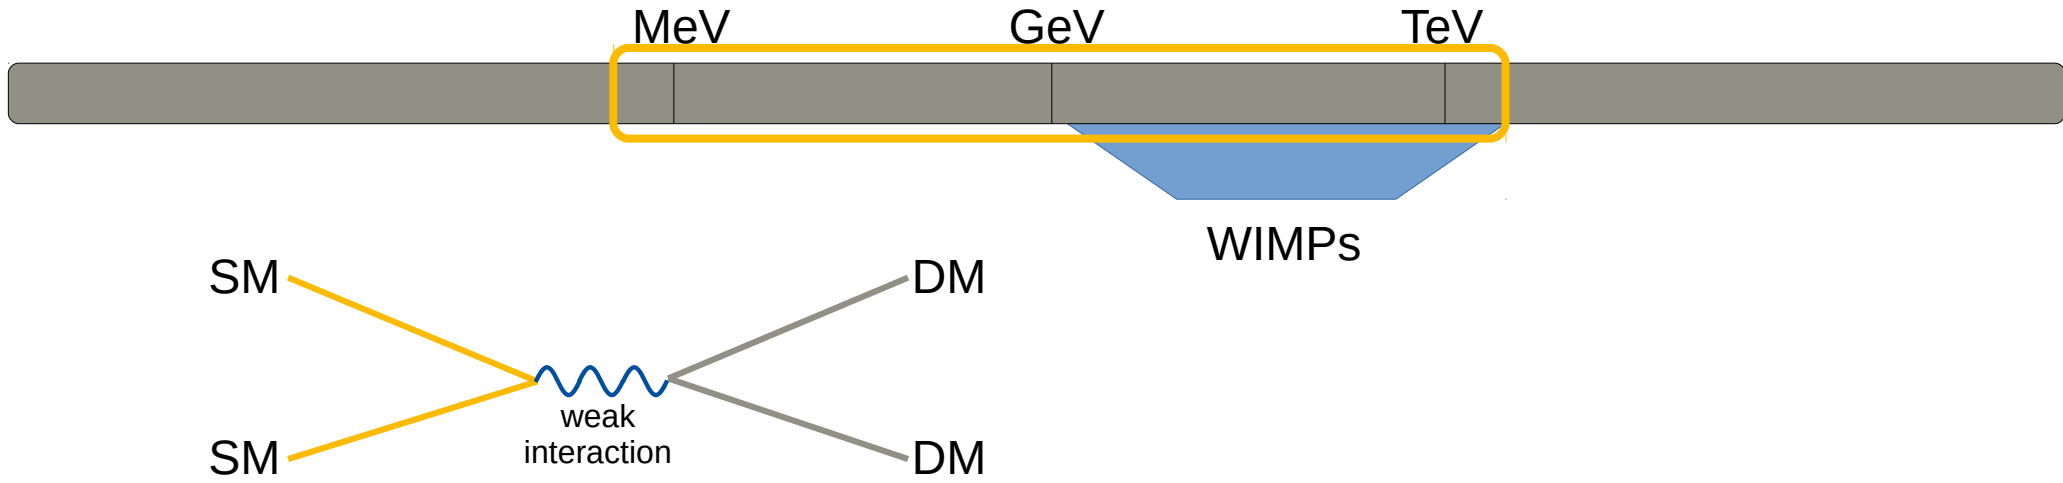 MeV GeV TeV
WIMPs
SM DM
weak
interaction
SM DM